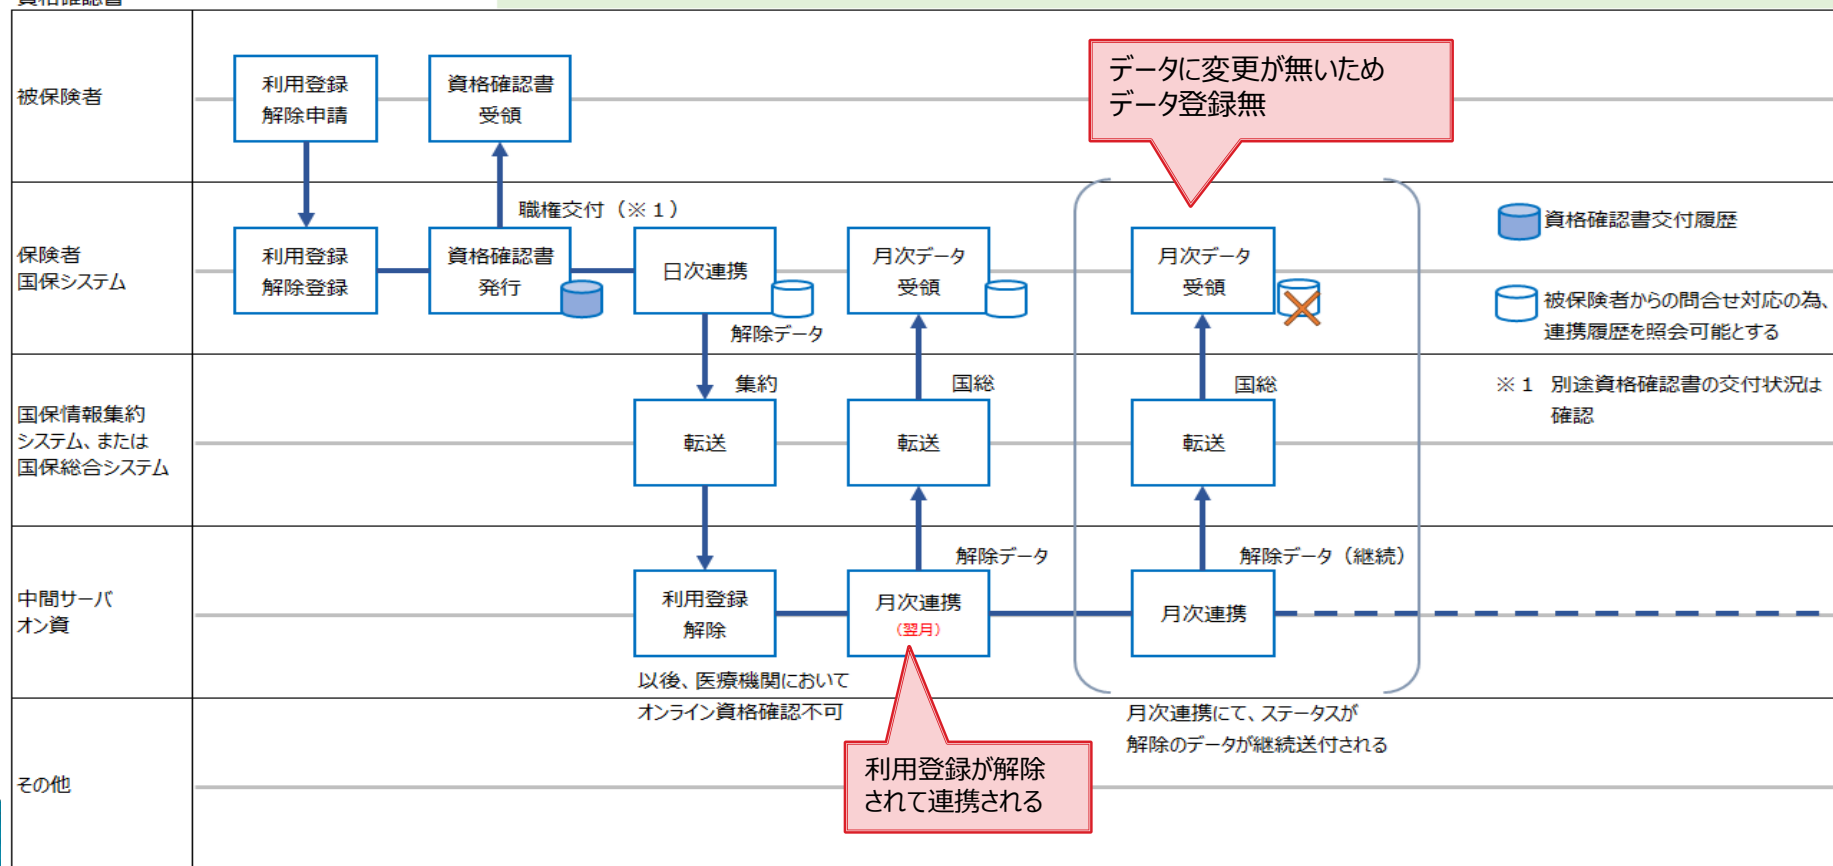 資格確認書
データに変更が無いため
データ登録無
被保険者
利用登録
解除申請
資格確認書
受領
職権交付（※１）
保険者
国保システム
利用登録
解除登録
資格確認書
発行
日次連携
月次データ
受領
月次データ
受領
資格確認書交付履歴
被保険者からの問合せ対応の為、
連携履歴を照会可能とする
解除データ
集約
国総
国総
※１ 別途資格確認書の交付状況は
確認
国保情報集約
システム、または
国保総合システム
転送
転送
転送
解除データ
解除データ（継続）
中間サーバ
オン資
利用登録
解除
月次連携
（翌月）
月次連携
以後、医療機関において
オンライン資格確認不可
月次連携にて、ステータスが
解除のデータが継続送付される
その他
利用登録が解除
されて連携される